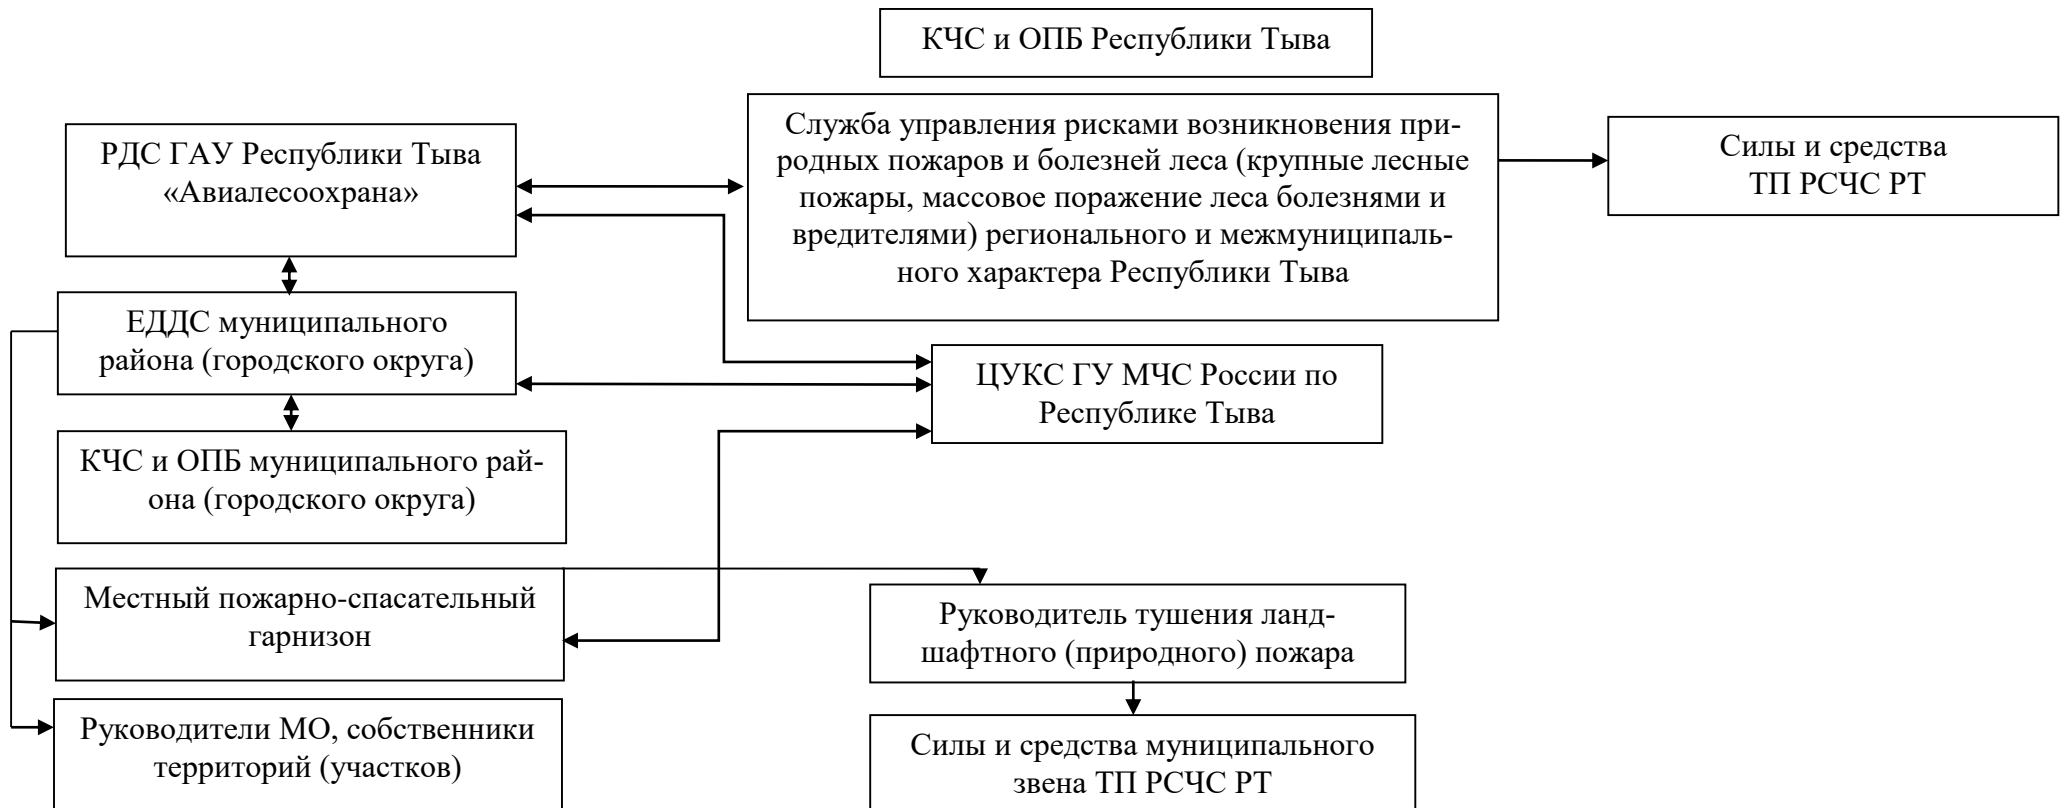 КЧС и ОПБ Республики Тыва
РДС ГАУ Республики Тыва
«Авиалесоохрана»
Служба управления рисками возникновения при-
родных пожаров и болезней леса (крупные лесные
пожары, массовое поражение леса болезнями и
вредителями) регионального и межмуниципаль-
ного характера Республики Тыва
Силы и средства
ТП РСЧС РТ
ЕДДС муниципального
района (городского округа)
ЦУКС ГУ МЧС России по
Республике Тыва
КЧС и ОПБ муниципального рай-
она (городского округа)
Местный пожарно-спасательный
гарнизон
Руководитель тушения ланд-
шафтного (природного) пожара
Руководители МО, собственники
территорий (участков)
Силы и средства муниципального
звена ТП РСЧС РТ